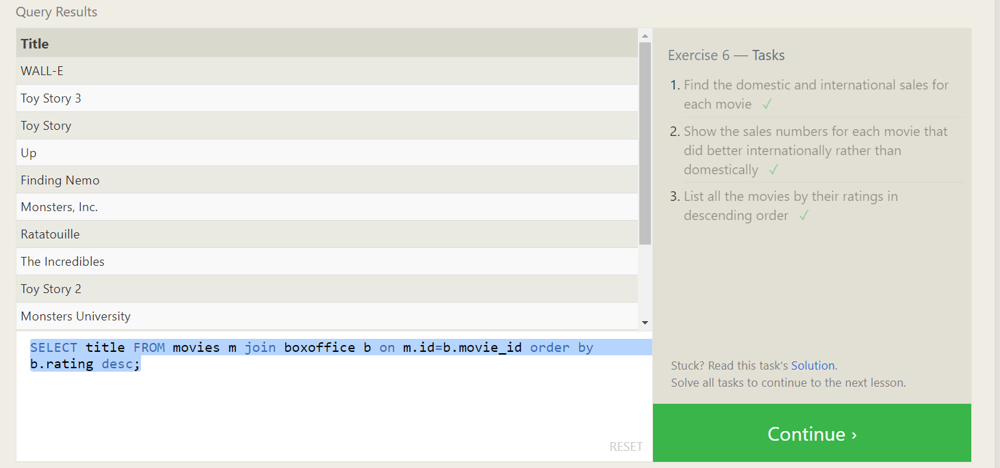 Query Results
Title
WALL-E
Toy Story 3
Toy Story
Up
Finding Nemo
Monsters, Inc.
Ratatouille
The Incredibles
Toy Story 2
Monsters University
SELECT title FROM movies m join boxoffice b on m.id=b.movie_id order by
b.rating desc;
RESET
Exercise 6 — Tasks
1. Find the domestic and international sales for
each movie ✓
2. Show the sales numbers for each movie that
did better internationally rather than
domestically ✓
3. List all the movies by their ratings in
descending order ✓
Stuck? Read this task's Solution.
Solve all tasks to continue to the next lesson.
Continue ›